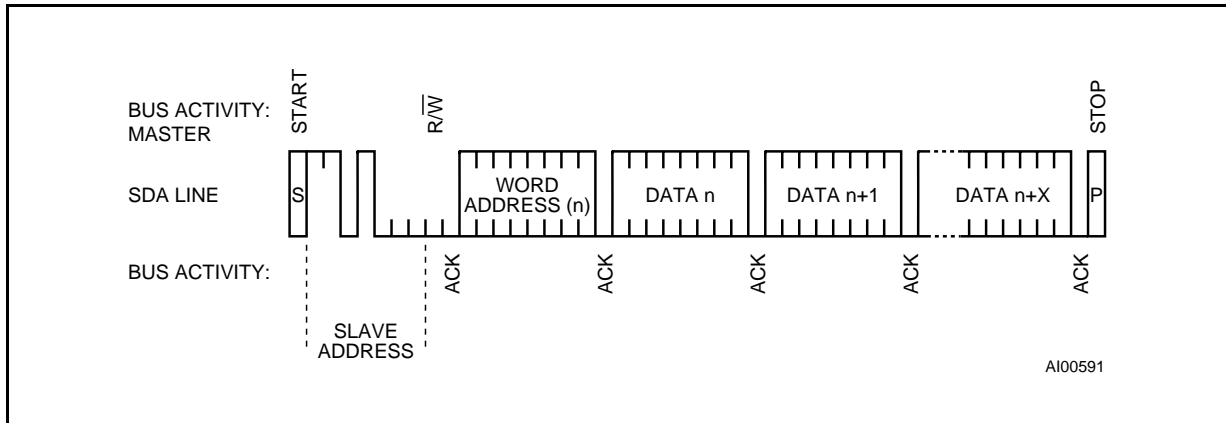 BUS ACTIVITY:
MASTER
START
R/W
STOP
SDA LINE
S
WORD
ADDRESS (n)
DATA n
DATA n+1
DATA n+X
P
BUS ACTIVITY:
ACK
ACK
ACK
ACK
ACK
SLAVE
ADDRESS
AI00591